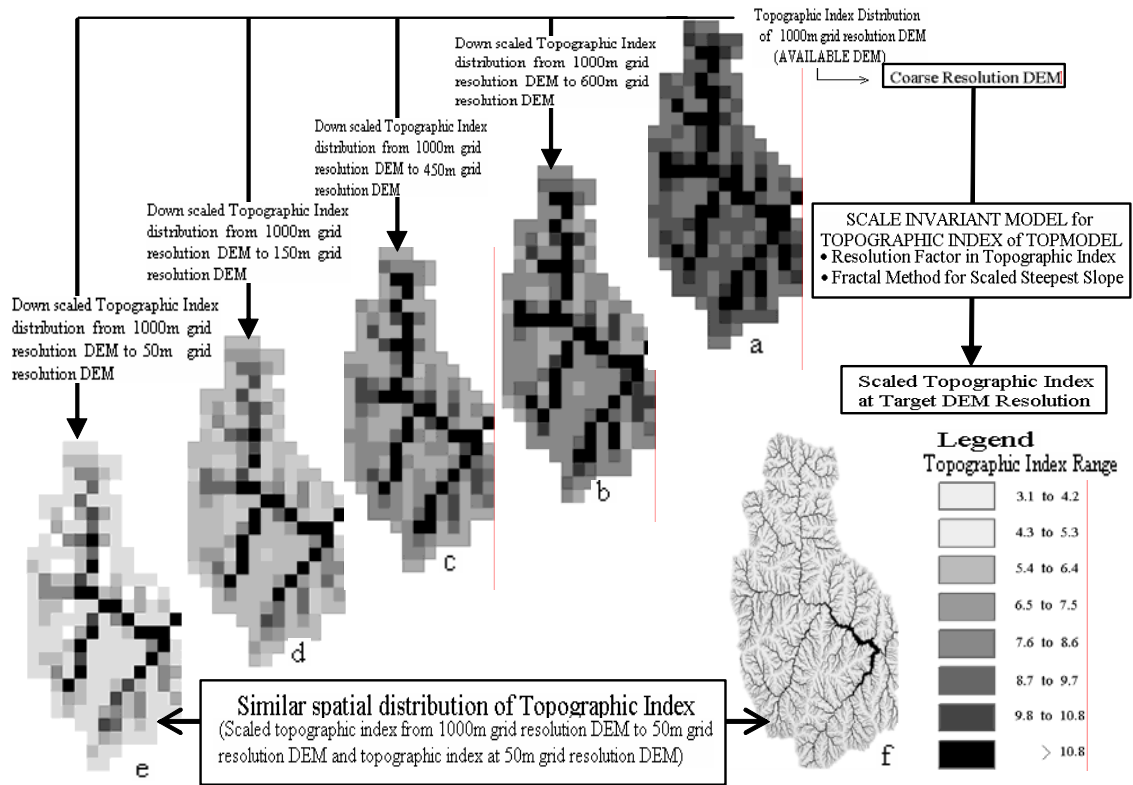 Topographic Index Distribution
of 1000m grid resolution DEM
(AVAILABLE DEM)
Coarse Resolution DEM
Down scaled Topographic Index
distribution from 1000m grid
resolution DEM to 600m grid
resolution DEM
Down scaled Topographic Index
distribution from 1000m grid
resolution DEM to 450m grid
resolution DEM
Down scaled Topographic Index
distribution from 1000m grid
resolution DEM to 150m grid
resolution DEM
Down scaled Topographic Index
distribution from 1000m grid
resolution DEM to 50m grid
resolution DEM
SCALE INVARIANT MODEL for
TOPOGRAPHIC INDEX of TOPMODEL
• Resolution Factor in Topographic Index
• Fractal Method for Scaled Steepest Slope
Scaled Topographic Index
at Target DEM Resolution
a
b
c
d
e
f
Legend
Topographic Index Range
3.1 to 4.2
4.3 to 5.3
5.4 to 6.4
6.5 to 7.5
7.6 to 8.6
8.7 to 9.7
9.8 to 10.8
> 10.8
Similar spatial distribution of Topographic Index
(Scaled topographic index from 1000m grid resolution DEM to 50m grid
resolution DEM and topographic index at 50m grid resolution DEM)